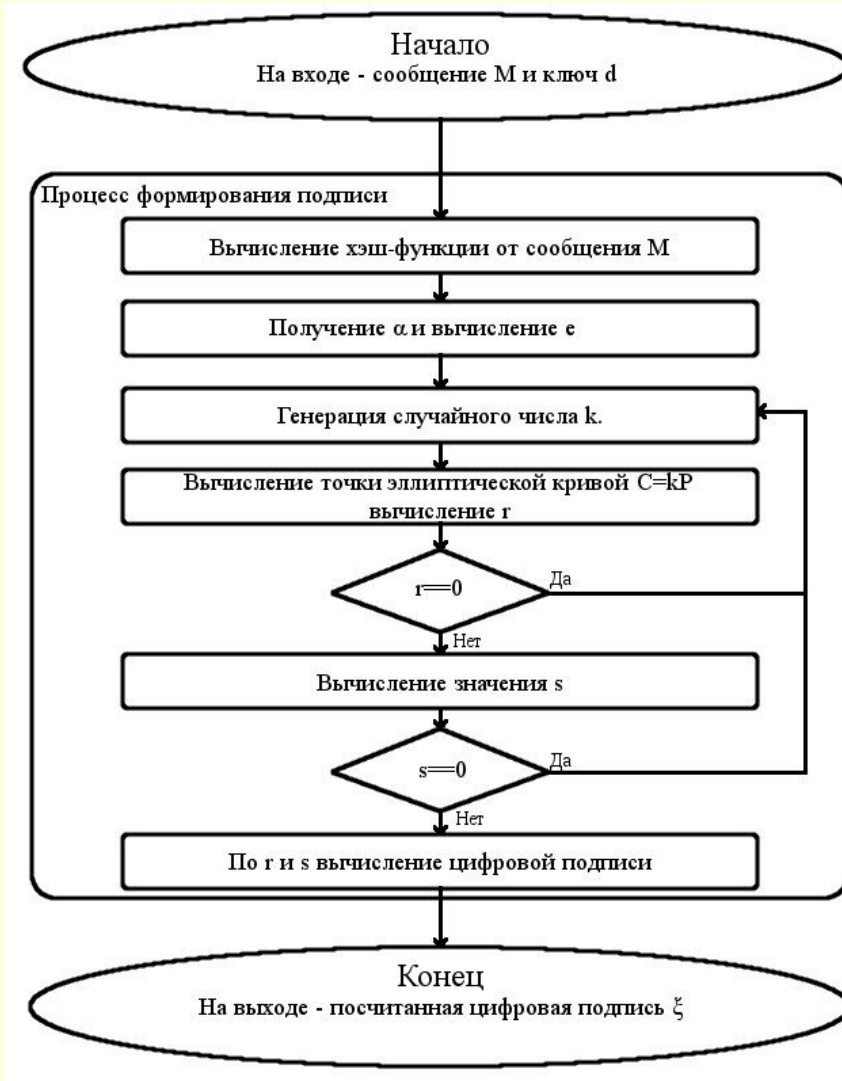 Начало
На входе - сообщение M и ключ d
Процесс формирования подписи
Вычисление хэш-функции от сообщения M
Получение α и вычисление e
Генерация случайного числа k.
Вычисление точки эллиптической кривой C=kP
вычисление r
r==0
Да
Нет
Вычисление значения s
s==0
Да
Нет
По r и s вычисление цифровой подписи
Конец
На выходе - посчитанная цифровая подпись ξ